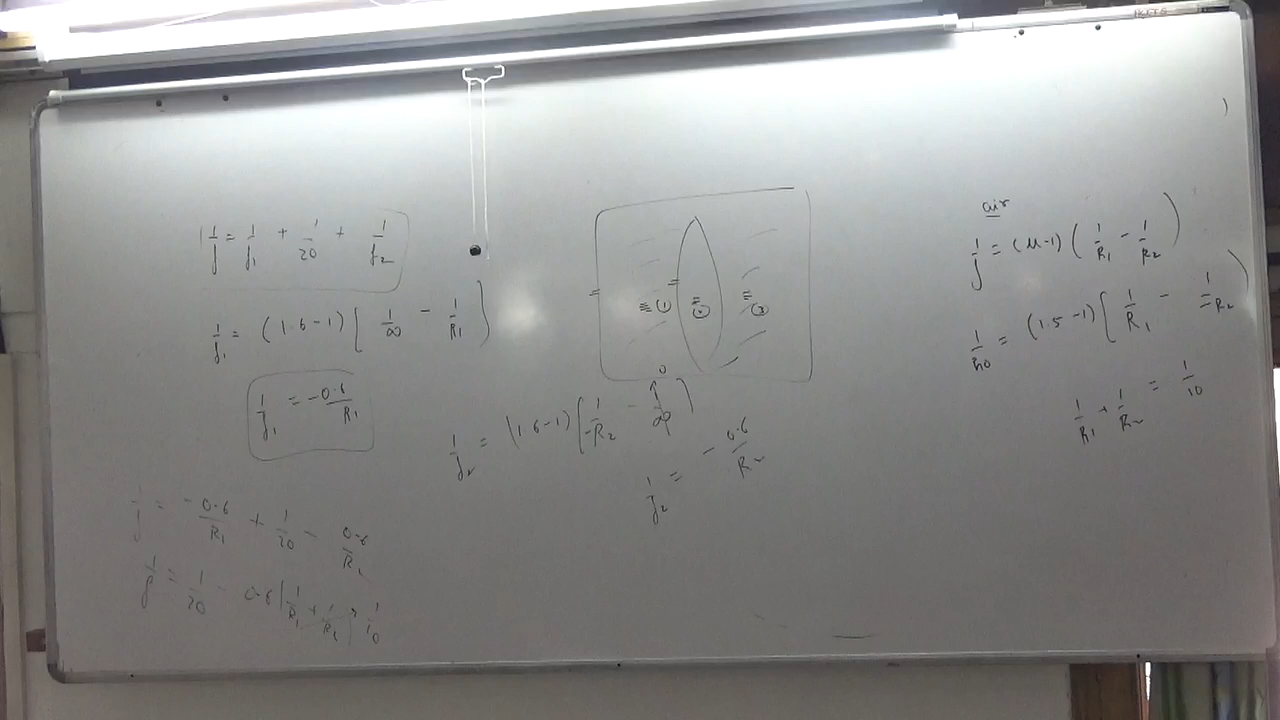 1/f = 1/f₁ + 1/20 + 1/f₂
1/f₁ = (1.6-1) [ 1/∞ - 1/R₁ ]
1/f₁ = -0.6/R₁
1/f = -0.6/R₁ + 1/20 - 0.6/R₂
1/f = 1/20 - 0.6 [ 1/R₁ + 1/R₂ ] 1/10
① ② ③
0
1/f₂ = (1.6-1) [ 1/-R₂ - 1/∞ ]
1/f₂ = -0.6/R₂
air
1/f = (μ-1) ( 1/R₁ - 1/R₂ )
= (1.5-1) [ 1/R₁ - 1/-R₂ )
1/R₁ + 1/R₂ = 1/10